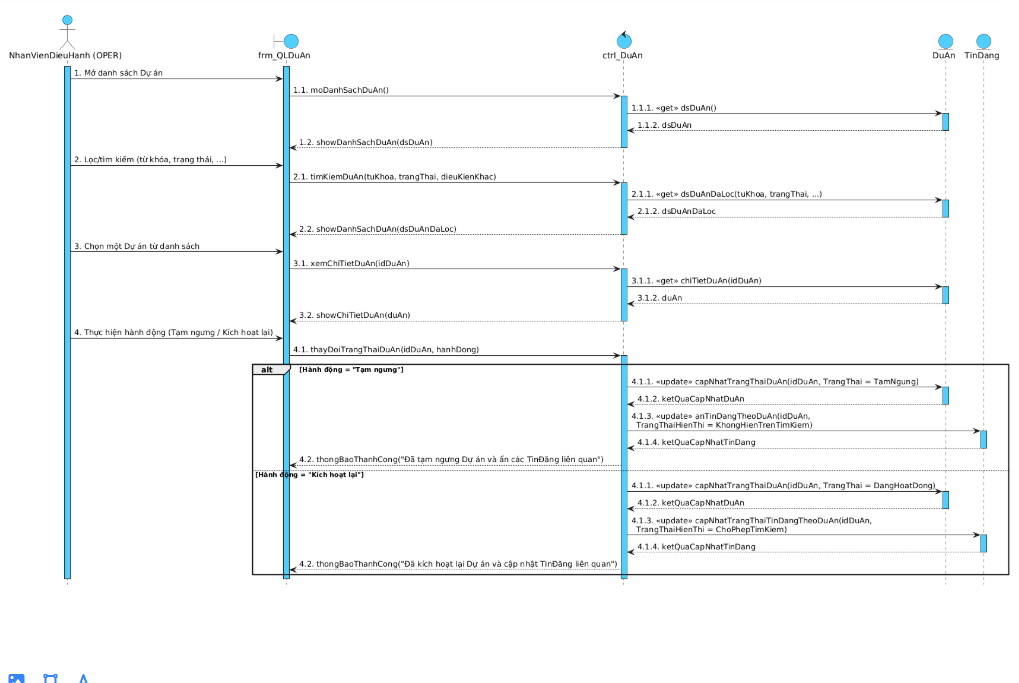 NhanVienDieuHanh (OPER)
frm_QLDuAn
ctrl_DuAn
DuAn
TinDang
1. Mở danh sách Dự án
1.1. moDanhSachDuAn()
1.1.1. «get» dsDuAn()
1.1.2. dsDuAn
1.2. showDanhSachDuAn(dsDuAn)
2. Lọc/tìm kiếm (từ khóa, trạng thái, ...)
2.1. timKiemDuAn(tuKhoa, trangThai, dieuKienKhac)
2.1.1. «get» dsDuAnDaLoc(tuKhoa, trangThai, ...)
2.1.2. dsDuAnDaLoc
2.2. showDanhSachDuAn(dsDuAnDaLoc)
3. Chọn một Dự án từ danh sách
3.1. xemChiTietDuAn(idDuAn)
3.1.1. «get» chiTietDuAn(idDuAn)
3.1.2. duAn
3.2. showChiTietDuAn(duAn)
4. Thực hiện hành động (Tạm ngưng / Kích hoạt lại)
4.1. thayDoiTrangThaiDuAn(idDuAn, hanhDong)
alt
[Hành động = "Tạm ngưng"]
4.1.1. «update» capNhatTrangThaiDuAn(idDuAn, TrangThai = TamNgung)
4.1.2. ketQuaCapNhatDuAn
4.1.3. «update» anTinDangTheoDuAn(idDuAn,
TrangThaiHienThi = KhongHienTrenTimKiem)
4.1.4. ketQuaCapNhatTinDang
4.2. thongBaoThanhCong("Đã tạm ngưng Dự án và ẩn các TinĐăng liên quan")
[Hành động = "Kích hoạt lại"]
4.1.1. «update» capNhatTrangThaiDuAn(idDuAn, TrangThai = DangHoatDong)
4.1.2. ketQuaCapNhatDuAn
4.1.3. «update» capNhatTrangThaiTinDangTheoDuAn(idDuAn,
TrangThaiHienThi = ChoPhepTimKiem)
4.1.4. ketQuaCapNhatTinDang
4.2. thongBaoThanhCong("Đã kích hoạt lại Dự án và cập nhật TinĐăng liên quan")